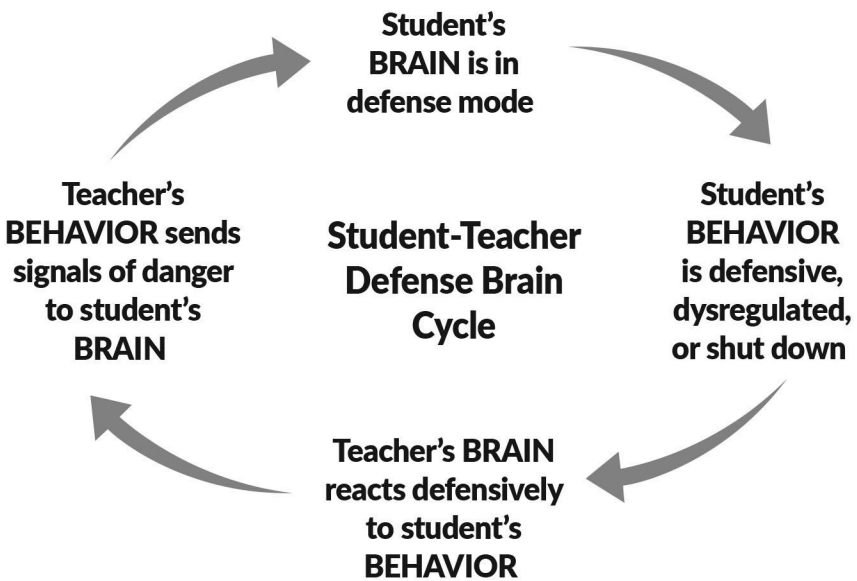 Student’s
BRAIN is in
defense mode
Student’s
BEHAVIOR
is defensive,
dysregulated,
or shut down
Teacher’s BRAIN
reacts defensively
to student’s
BEHAVIOR
Teacher’s
BEHAVIOR sends
signals of danger
to student’s
BRAIN
Student-Teacher
Defense Brain
Cycle